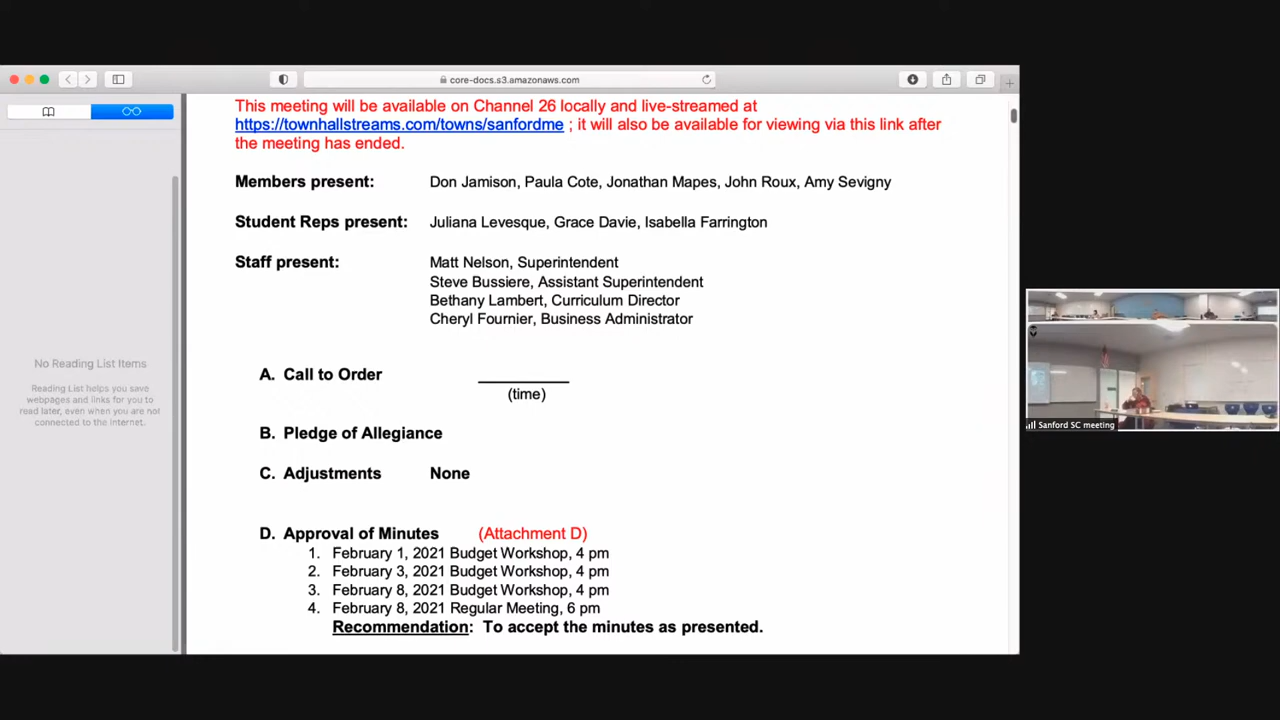 core-docs.s3.amazonaws.com
This meeting will be available on Channel 26 locally and live-streamed at
https://townhallstreams.com/towns/sanfordme ; it will also be available for viewing via this link after
the meeting has ended.
Members present: Don Jamison, Paula Cote, Jonathan Mapes, John Roux, Amy Sevigny
Student Reps present: Juliana Levesque, Grace Davie, Isabella Farrington
Staff present: Matt Nelson, Superintendent
Steve Bussiere, Assistant Superintendent
Bethany Lambert, Curriculum Director
Cheryl Fournier, Business Administrator
No Reading List Items
Reading List helps you save
webpages and links for you to
read later, even when you are not
connected to the internet.
A. Call to Order
(time)
B. Pledge of Allegiance
C. Adjustments None
D. Approval of Minutes (Attachment D)
1. February 1, 2021 Budget Workshop, 4 pm
2. February 3, 2021 Budget Workshop, 4 pm
3. February 8, 2021 Budget Workshop, 4 pm
4. February 8, 2021 Regular Meeting, 6 pm
Recommendation: To accept the minutes as presented.
Sanford SC meeting